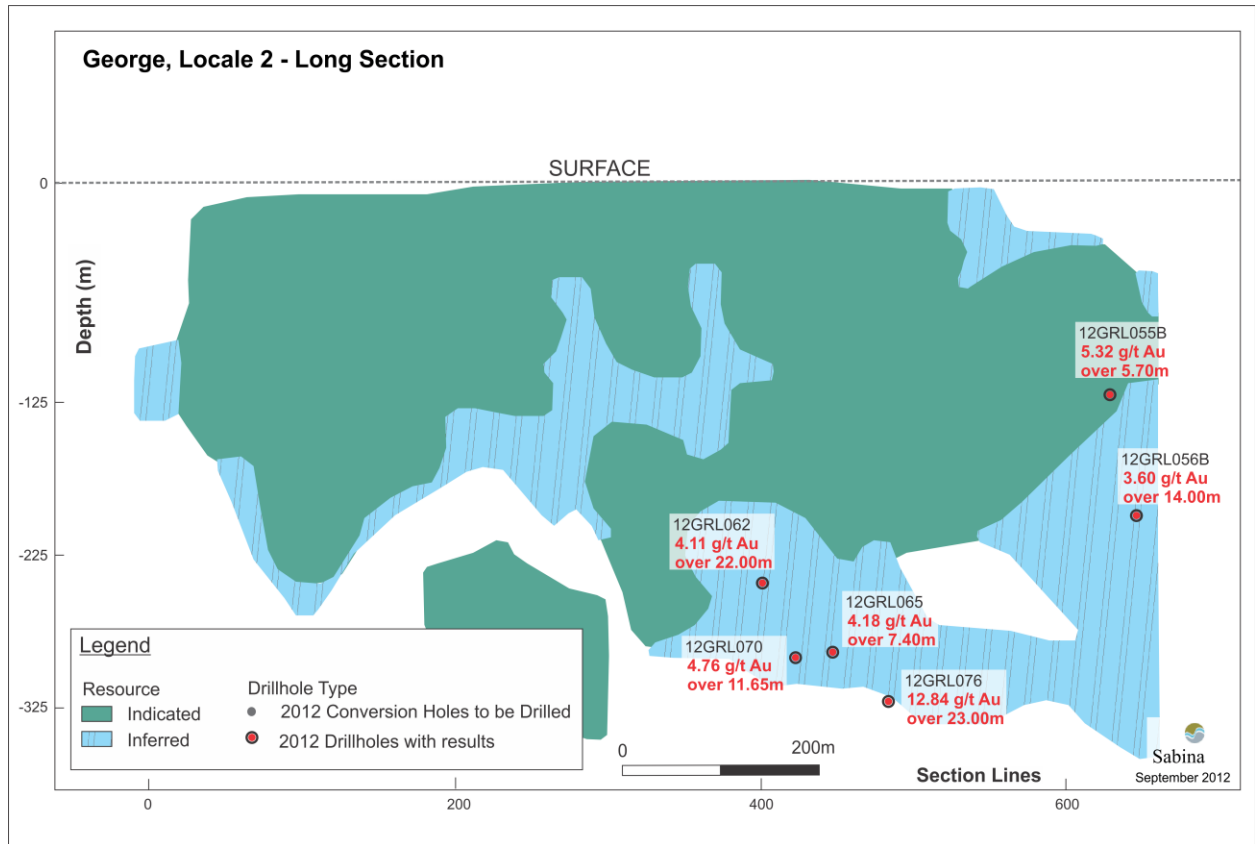 George, Locale 2 - Long Section
SURFACE
0
Depth (m)
-125
-225
-325
12GRL055B
5.32 g/t Au
over 5.70m
12GRL056B
3.60 g/t Au
over 14.00m
12GRL062
4.11 g/t Au
over 22.00m
12GRL065
4.18 g/t Au
over 7.40m
12GRL070
4.76 g/t Au
over 11.65m
12GRL076
12.84 g/t Au
over 23.00m
Legend
Resource
Indicated
Inferred
Drillhole Type
2012 Conversion Holes to be Drilled
2012 Drillholes with results
0 200m
Section Lines
Sabina
September 2012
0 200 400 600